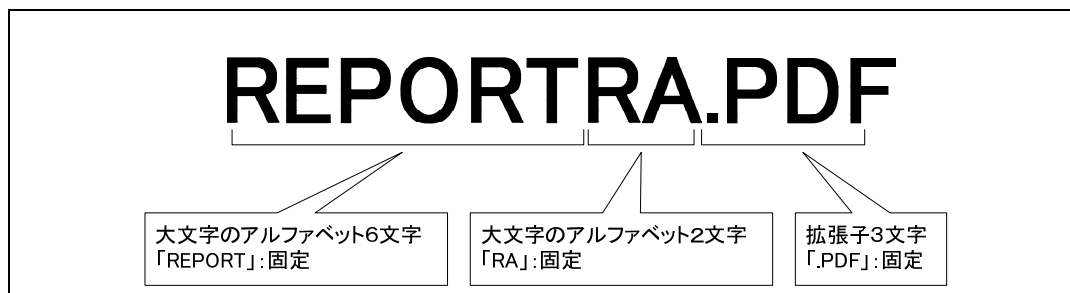 REPORTRA.PDF
大文字のアルファベット6文字
「REPORT」：固定
大文字のアルファベット2文字
「RA」：固定
拡張子3文字
「.PDF」：固定